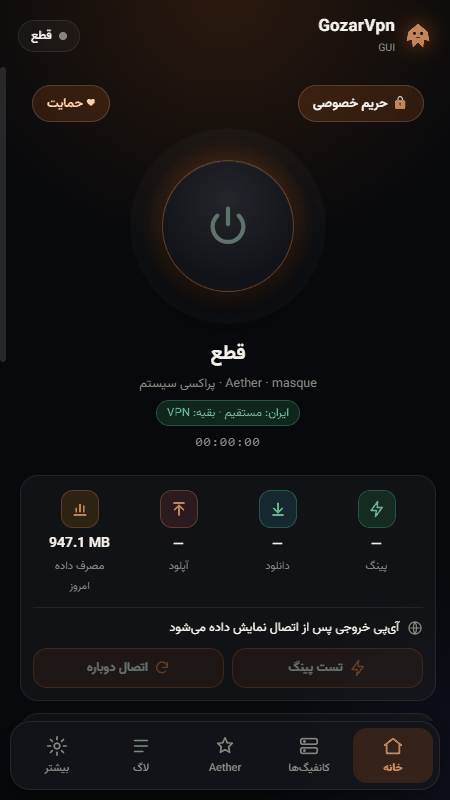 GozarVpn
GUI
قطع
حریم خصوصی
حمایت
قطع
پراکسی سیستم · Aether · masque
ایران: مستقیم · بقیه: VPN
00:00:00
—
پینگ
—
دانلود
—
آپلود
947.1 MB
مصرف داده
امروز
آی‌پی خروجی پس از اتصال نمایش داده می‌شود
تست پینگ
اتصال دوباره
خانه
کانفیگ‌ها
Aether
لاگ
بیشتر